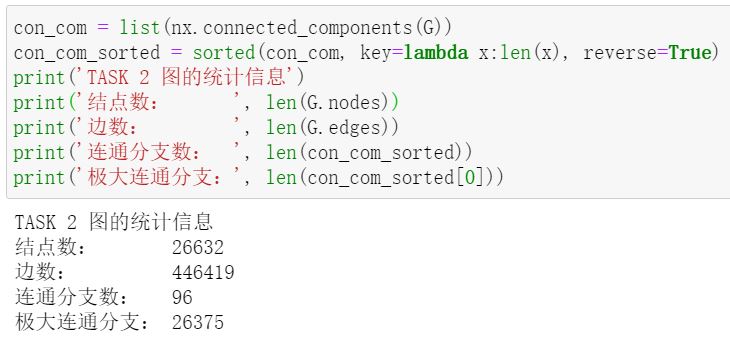 con_com = list(nx.connected_components(G))
con_com_sorted = sorted(con_com, key=lambda x:len(x), reverse=True)
print('TASK 2 图的统计信息')
print('结点数：      ', len(G.nodes))
print('边数：        ', len(G.edges))
print('连通分支数：  ', len(con_com_sorted))
print('极大连通分支：', len(con_com_sorted[0]))
TASK 2 图的统计信息
结点数：       26632
边数：         446419
连通分支数：   96
极大连通分支： 26375